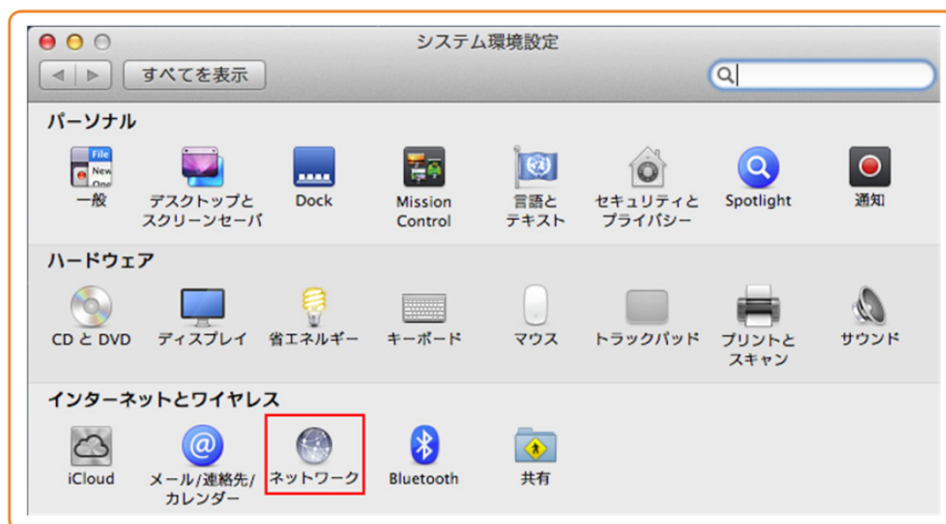 システム環境設定
すべてを表示
パーソナル
File
New
One
一般
デスクトップと
スクリーンセーバ
Dock
Mission
Control
言語と
テキスト
セキュリティと
プライバシー
Spotlight
通知
ハードウェア
CD と DVD
ディスプレイ
省エネルギー
キーボード
マウス
トラックパッド
プリントと
スキャン
サウンド
インターネットとワイヤレス
iCloud
メール/連絡先/
カレンダー
ネットワーク
Bluetooth
共有